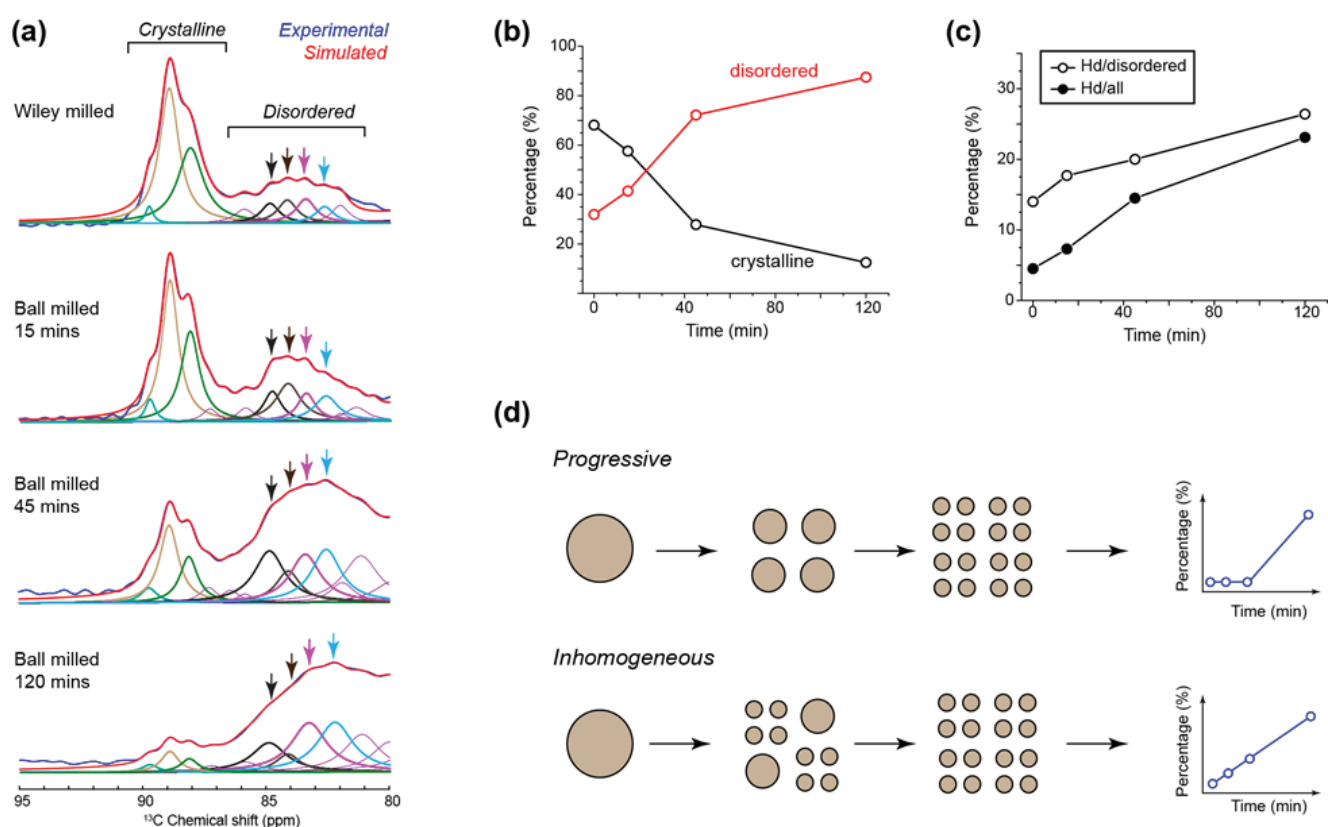 (a)
Crystalline
Experimental
Simulated
Wiley milled
Disordered
Ball milled
15 mins
Ball milled
45 mins
Ball milled
120 mins
95 90 85 80
¹³C Chemical shift (ppm)
(b)
100
80
60
40
20
Percentage (%)
disordered
crystalline
0 40 80 120
Time (min)
(c)
Hd/disordered
Hd/all
30
20
10
0
Percentage (%)
0 40 80 120
Time (min)
(d)
Progressive
Percentage (%)
Time (min)
Inhomogeneous
Percentage (%)
Time (min)